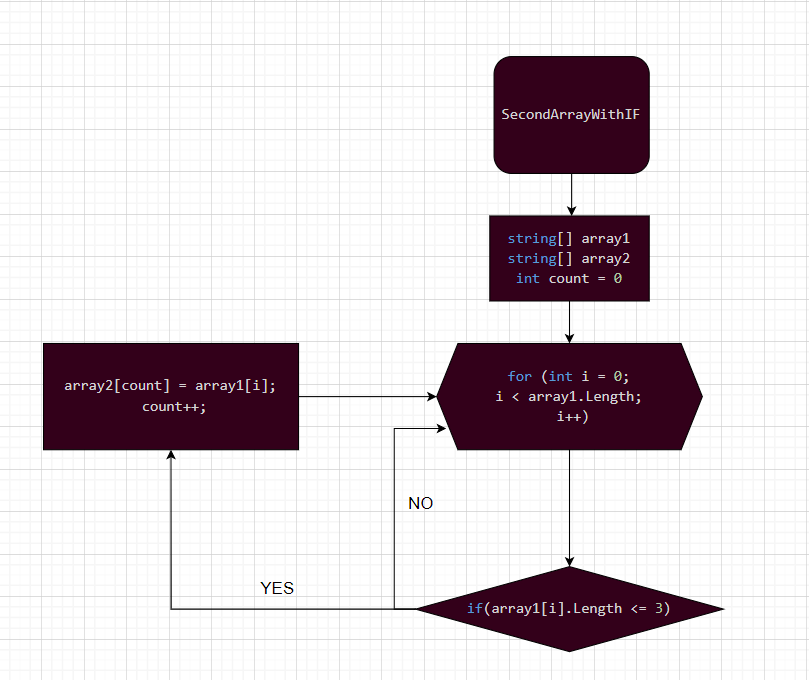 SecondArrayWithIF
string[] array1
string[] array2
int count = 0
for (int i = 0;
i < array1.Length;
i++)
array2[count] = array1[i];
count++;
NO
YES
if(array1[i].Length <= 3)